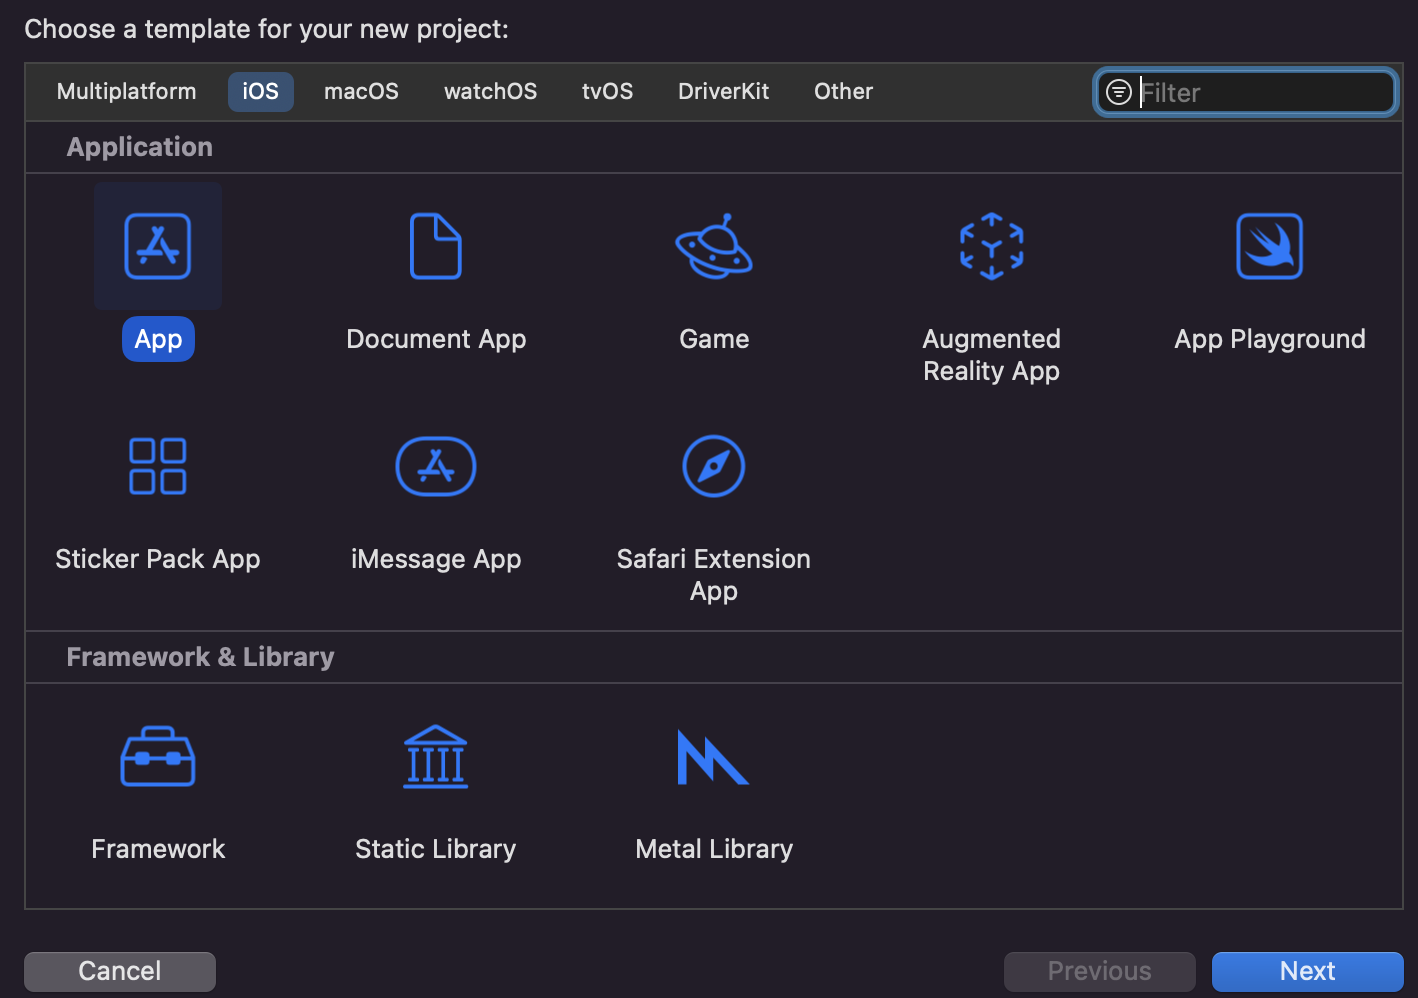 Choose a template for your new project:
Multiplatform iOS macOS watchOS tvOS DriverKit Other Filter
Application
App Document App Game Augmented Reality App App Playground
Sticker Pack App iMessage App Safari Extension App
Framework & Library
Framework Static Library Metal Library
Cancel Previous Next